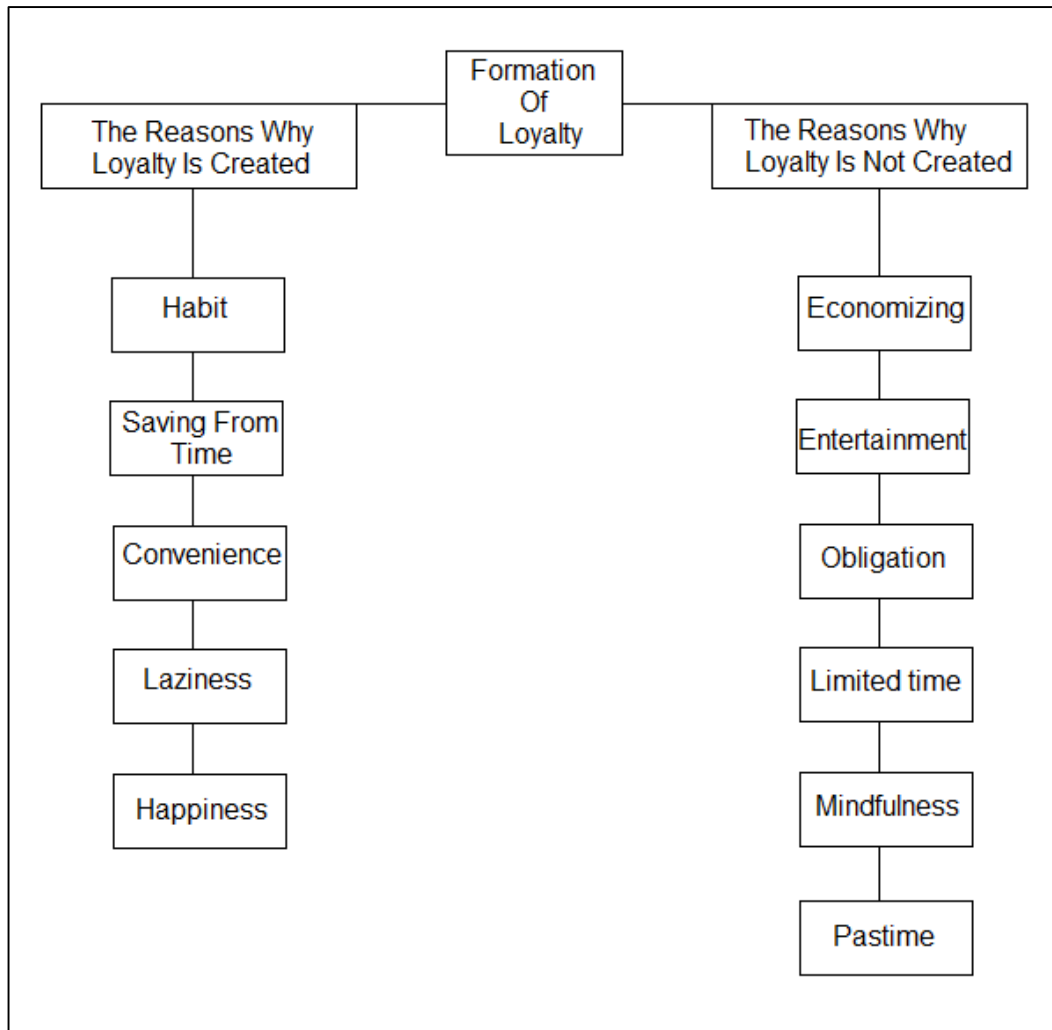 Formation
Of
Loyalty
The Reasons Why
Loyalty Is Created
Habit
Saving From
Time
Convenience
Laziness
Happiness
The Reasons Why
Loyalty Is Not Created
Economizing
Entertainment
Obligation
Limited time
Mindfulness
Pastime